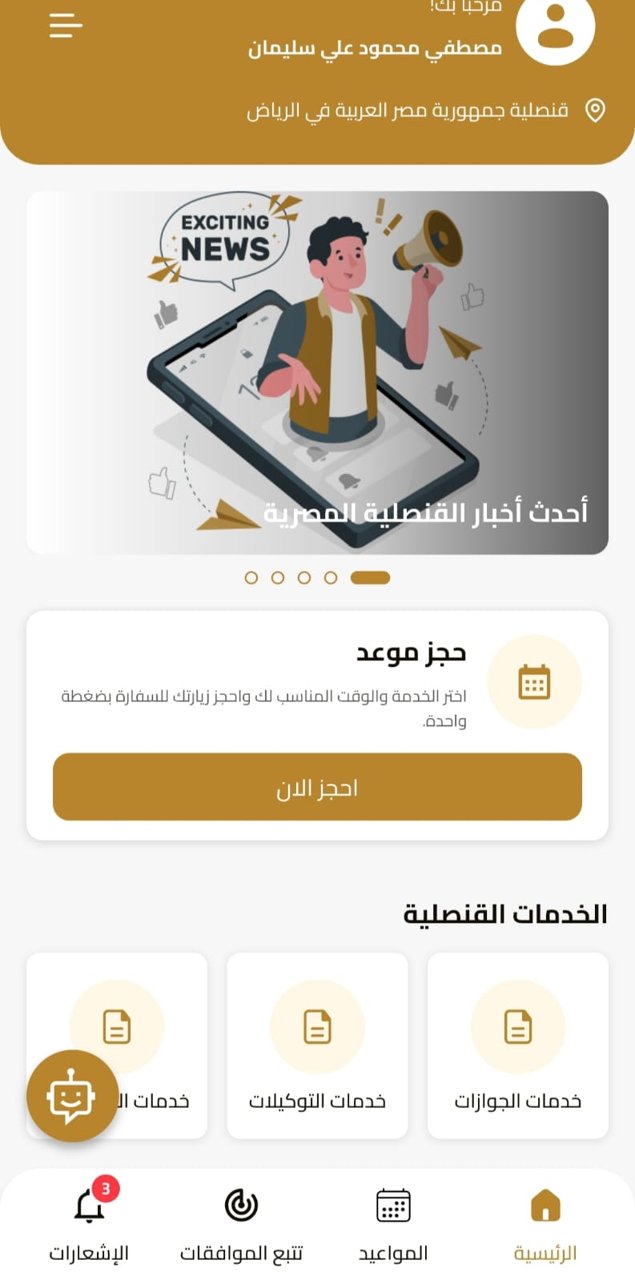 مرحبا بك!
مصطفي محمود علي سليمان
قنصلية جمهورية مصر العربية في الرياض
EXCITING
NEWS
أحدث أخبار القنصلية المصرية
حجز موعد
اختر الخدمة والوقت المناسب لك واحجز زيارتك للسفارة بضغطة
واحدة.
احجز الان
الخدمات القنصلية
خدمات الجوازات
خدمات التوكيلات
خدمات
الرئيسية
المواعيد
تتبع الموافقات
الإشعارات
3